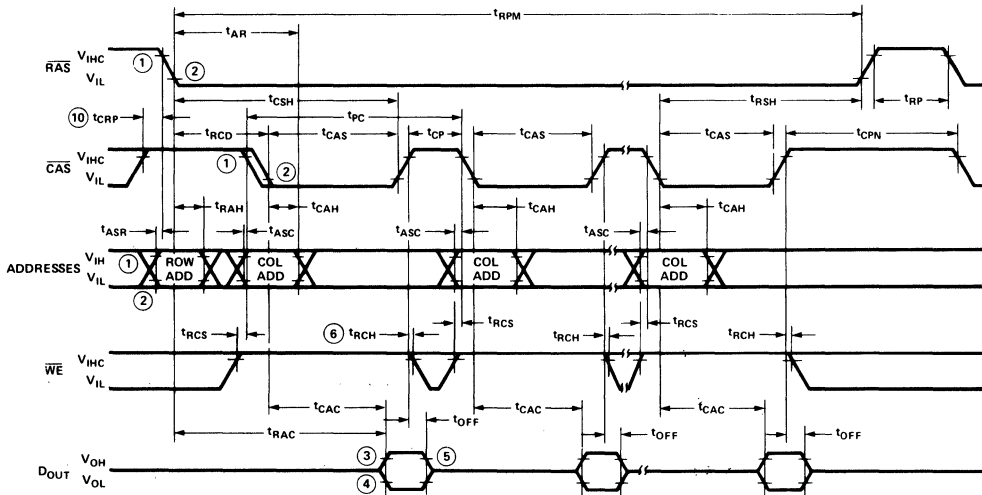 tRPM
tAR
RAS VIHC ① ②
VIL
tCSH
tRSH
tRP
⑩ tCRP
tPC
tRCD tCAS tCP tCAS tCAS tCPN
CAS VIHC ① ②
VIL
tRAH tCAH tCAH tCAH
tASR tASC tASC tASC
ADDRESSES VIH ① ROW ADD COL ADD COL ADD COL ADD
VIL ②
tRCS ⑥ tRCH tRCS tRCH tRCS tRCH
WE VIHC
VIL
tCAC tOFF tCAC tOFF tCAC tOFF
tRAC
DOUT VOH ③ ⑤
VOL ④